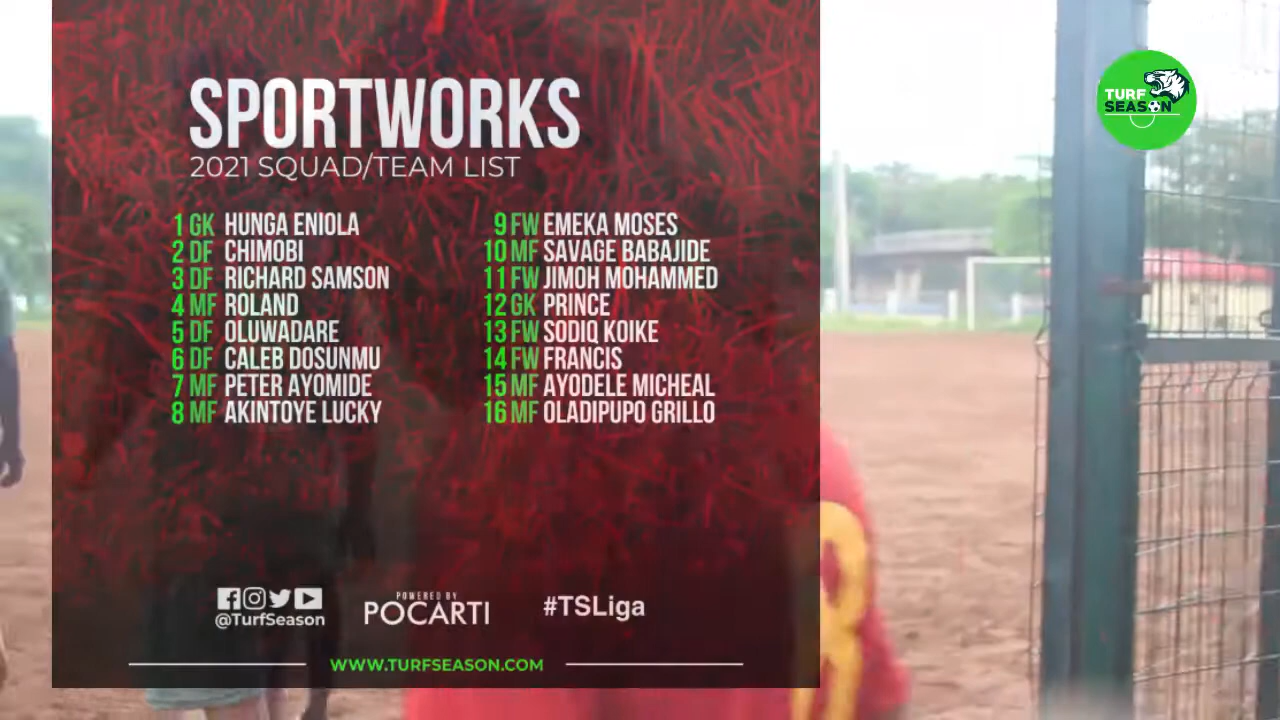 SPORTWORKS
2021 SQUAD/TEAM LIST
1 GK HUNGA ENIOLA
2 DF CHIMOBI
3 DF RICHARD SAMSON
4 MF ROLAND
5 DF OLUWADARE
6 DF CALEB DOSUNMU
7 MF PETER AYOMIDE
8 MF AKINTOYE LUCKY
9 FW EMEKA MOSES
10 MF SAVAGE BABAJIDE
11 FW JIMOH MOHAMMED
12 GK PRINCE
13 FW SODIQ KOIKE
14 FW FRANCIS
15 MF AYODELE MICHEAL
16 MF OLADIPUPO GRILLO
@TurfSeason
POWERED BY
POCARTI
#TSLiga
WWW.TURFSEASON.COM
TURF
SEASON